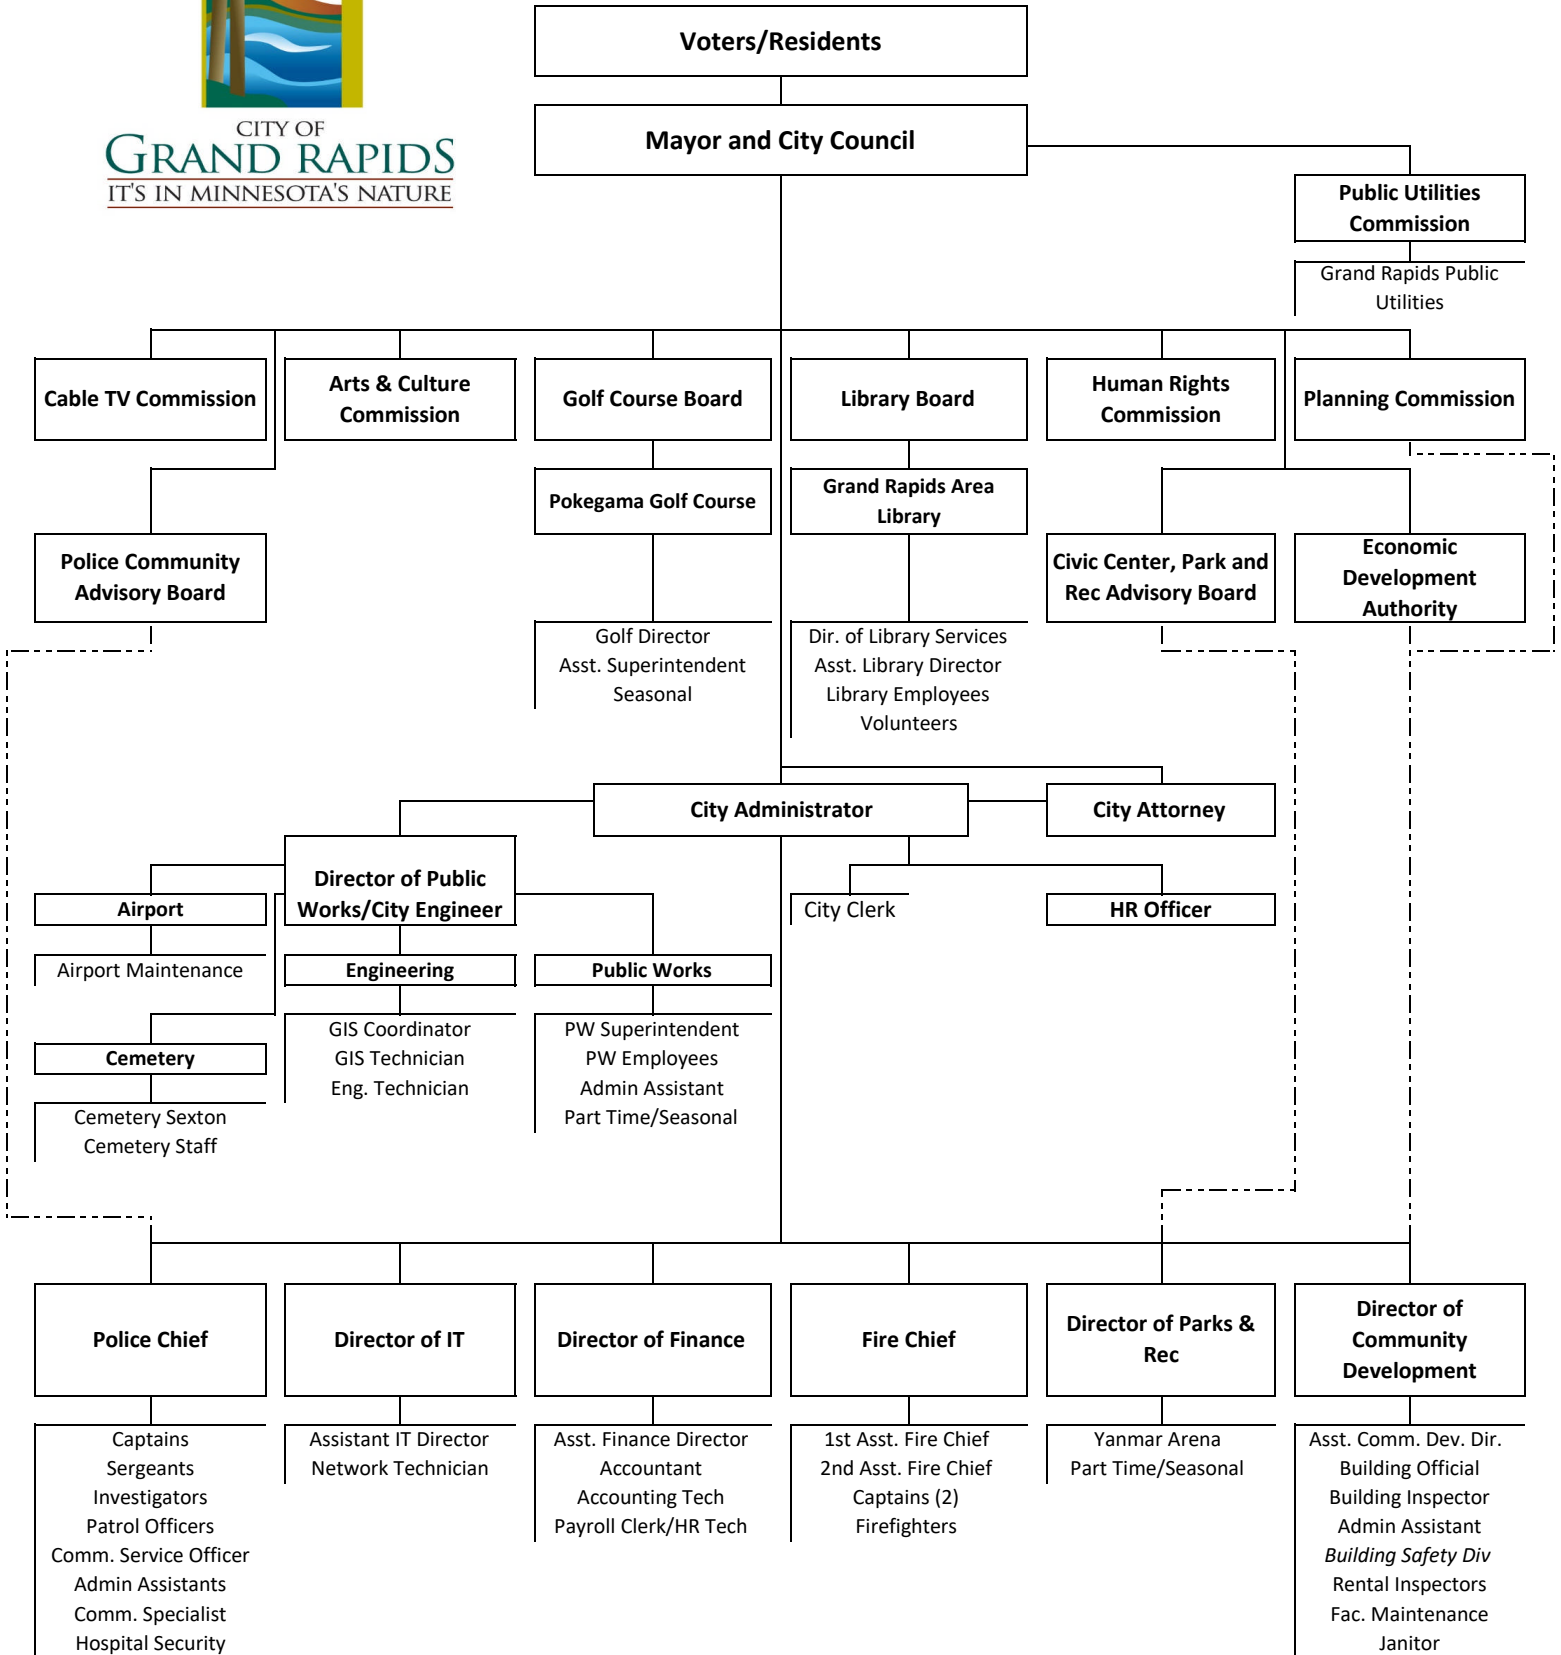 CITY OF
GRAND RAPIDS
IT'S IN MINNESOTA'S NATURE
Voters/Residents
Mayor and City Council
Public Utilities
Commission
Grand Rapids Public
Utilities
Cable TV Commission
Arts & Culture
Commission
Golf Course Board
Library Board
Human Rights
Commission
Planning Commission
Pokegama Golf Course
Grand Rapids Area
Library
Police Community
Advisory Board
Civic Center, Park and
Rec Advisory Board
Economic
Development
Authority
Golf Director
Asst. Superintendent
Seasonal
Dir. of Library Services
Asst. Library Director
Library Employees
Volunteers
City Administrator
City Attorney
Director of Public
Works/City Engineer
Airport
City Clerk
HR Officer
Airport Maintenance
Engineering
Public Works
GIS Coordinator
GIS Technician
Eng. Technician
PW Superintendent
PW Employees
Admin Assistant
Part Time/Seasonal
Cemetery
Cemetery Sexton
Cemetery Staff
Police Chief
Director of IT
Director of Finance
Fire Chief
Director of Parks &
Rec
Director of
Community
Development
Captains
Sergeants
Investigators
Patrol Officers
Comm. Service Officer
Admin Assistants
Comm. Specialist
Hospital Security
Assistant IT Director
Network Technician
Asst. Finance Director
Accountant
Accounting Tech
Payroll Clerk/HR Tech
1st Asst. Fire Chief
2nd Asst. Fire Chief
Captains (2)
Firefighters
Yanmar Arena
Part Time/Seasonal
Asst. Comm. Dev. Dir.
Building Official
Building Inspector
Admin Assistant
Building Safety Div
Rental Inspectors
Fac. Maintenance
Janitor